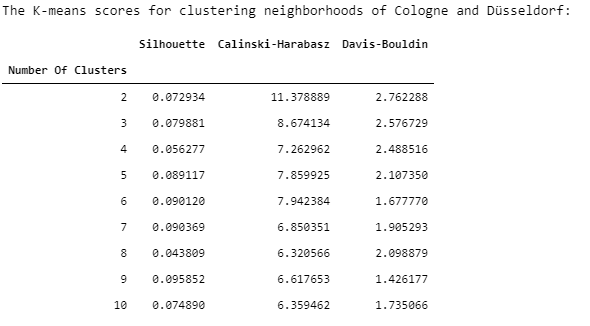 The K-means scores for clustering neighborhoods of Cologne and Düsseldorf:
Silhouette Calinski-Harabasz Davis-Bouldin
Number Of Clusters
2 0.072934 11.378889 2.762288
3 0.079881 8.674134 2.576729
4 0.056277 7.262962 2.488516
5 0.089117 7.859925 2.107350
6 0.090120 7.942384 1.677770
7 0.090369 6.850351 1.905293
8 0.043809 6.320566 2.098879
9 0.095852 6.617653 1.426177
10 0.074890 6.359462 1.735066